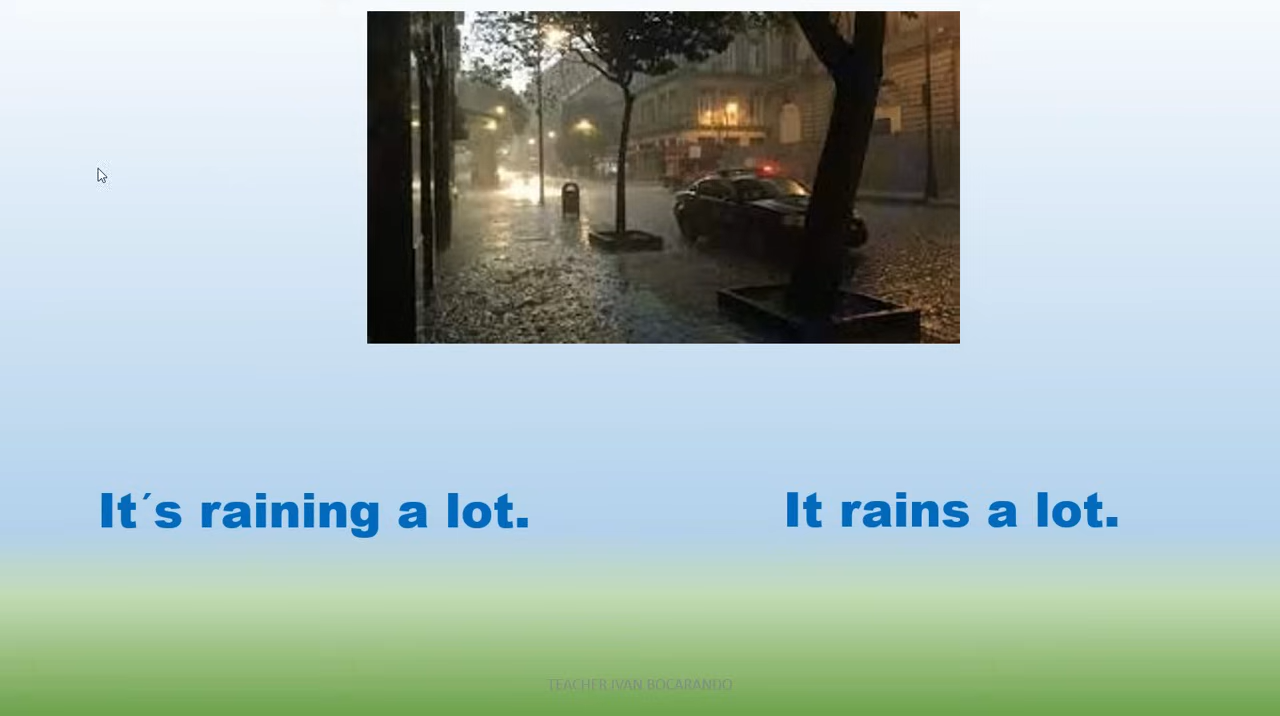 It´s raining a lot.
It rains a lot.
TEACHER IVAN BOCARANDO